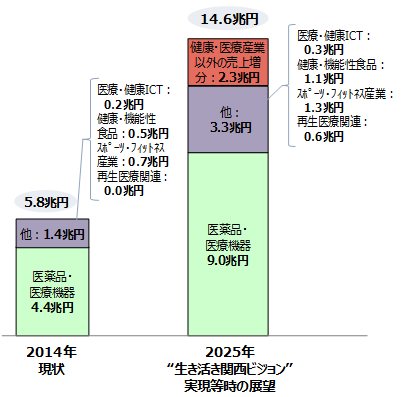 14.6兆円
健康・医療産業
以外の売上増
分：2.3兆円
他：
3.3兆円
医薬品・
医療機器
9.0兆円
医療・健康ICT：
0.3兆円
健康・機能性食品：
1.1兆円
ｽﾎﾟｰﾂ・ﾌｨｯﾄﾈｽ産業：
1.3兆円
再生医療関連：
0.6兆円
医療・健康ICT：
0.2兆円
健康・機能性
食品：0.5兆円
ｽﾎﾟｰﾂ・ﾌｨｯﾄﾈｽ
産業：0.7兆円
再生医療関連：
0.0兆円
5.8兆円
他：1.4兆円
医薬品・
医療機器
4.4兆円
2014年
現状
2025年
“生き活き関西ビジョン”
実現等時の展望